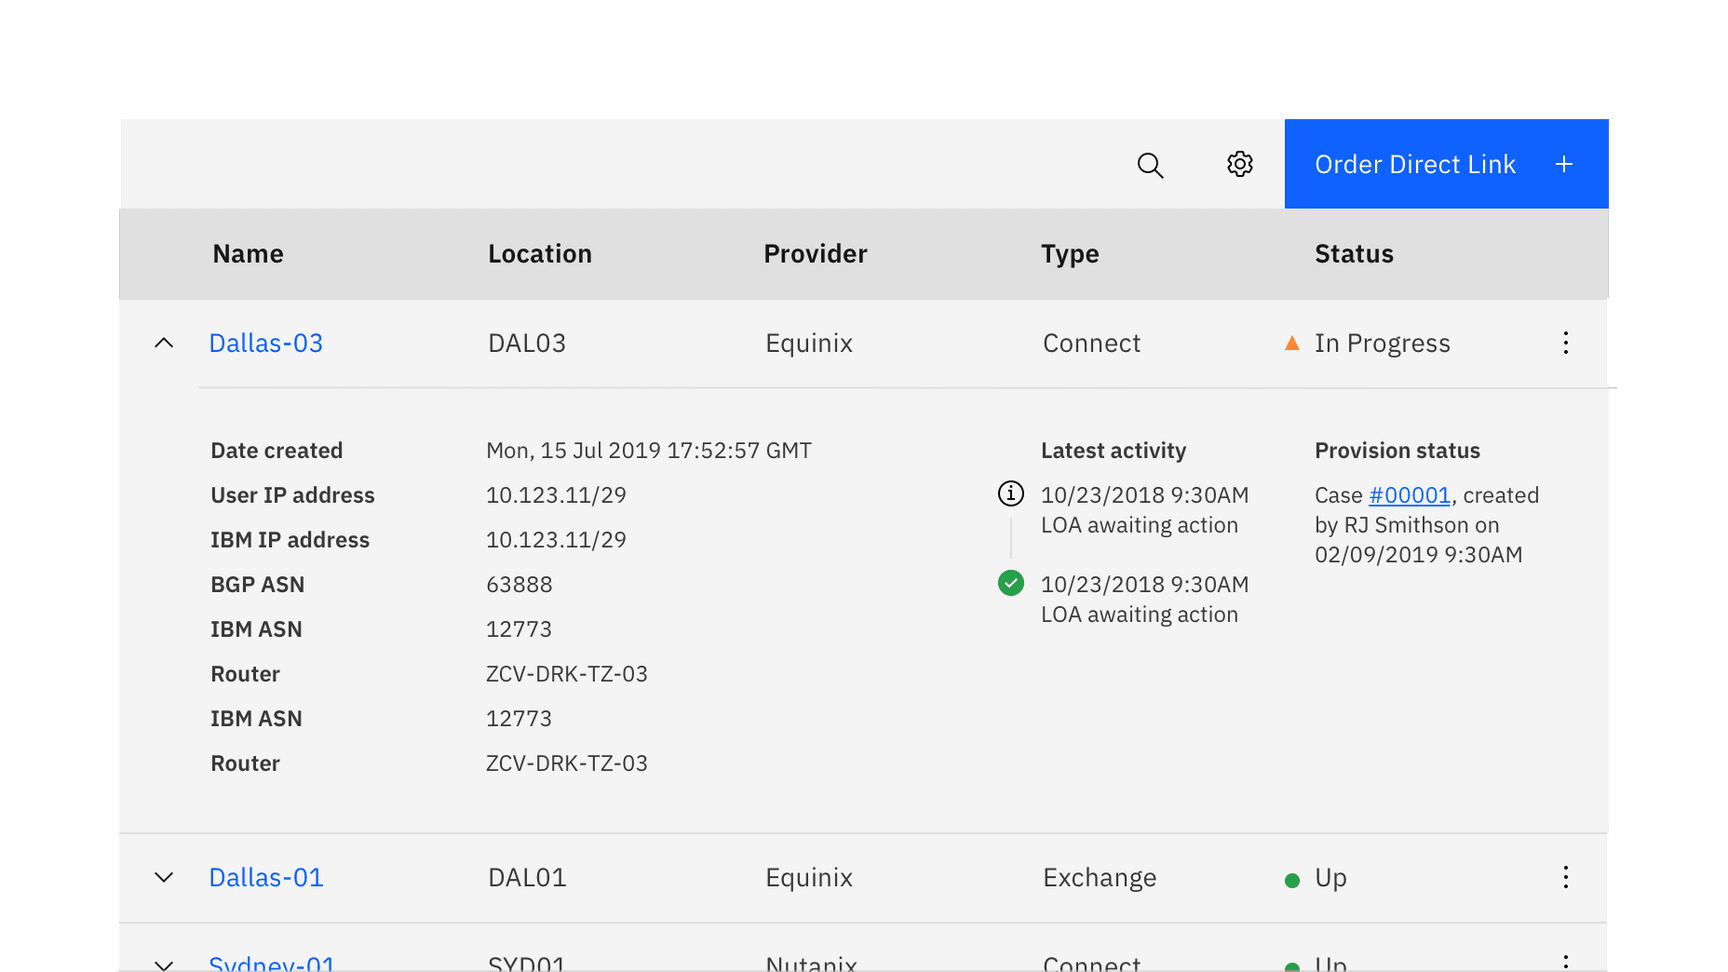 Order Direct Link +
Name Location Provider Type Status
Dallas-03 DAL03 Equinix Connect In Progress
Date created Mon, 15 Jul 2019 17:52:57 GMT
User IP address 10.123.11/29
IBM IP address 10.123.11/29
BGP ASN 63888
IBM ASN 12773
Router ZCV-DRK-TZ-03
IBM ASN 12773
Router ZCV-DRK-TZ-03
Latest activity
10/23/2018 9:30AM
LOA awaiting action
10/23/2018 9:30AM
LOA awaiting action
Provision status
Case #00001, created
by RJ Smithson on
02/09/2019 9:30AM
Dallas-01 DAL01 Equinix Exchange Up
Sydney-01 SYD01 Nutanix Connect Up